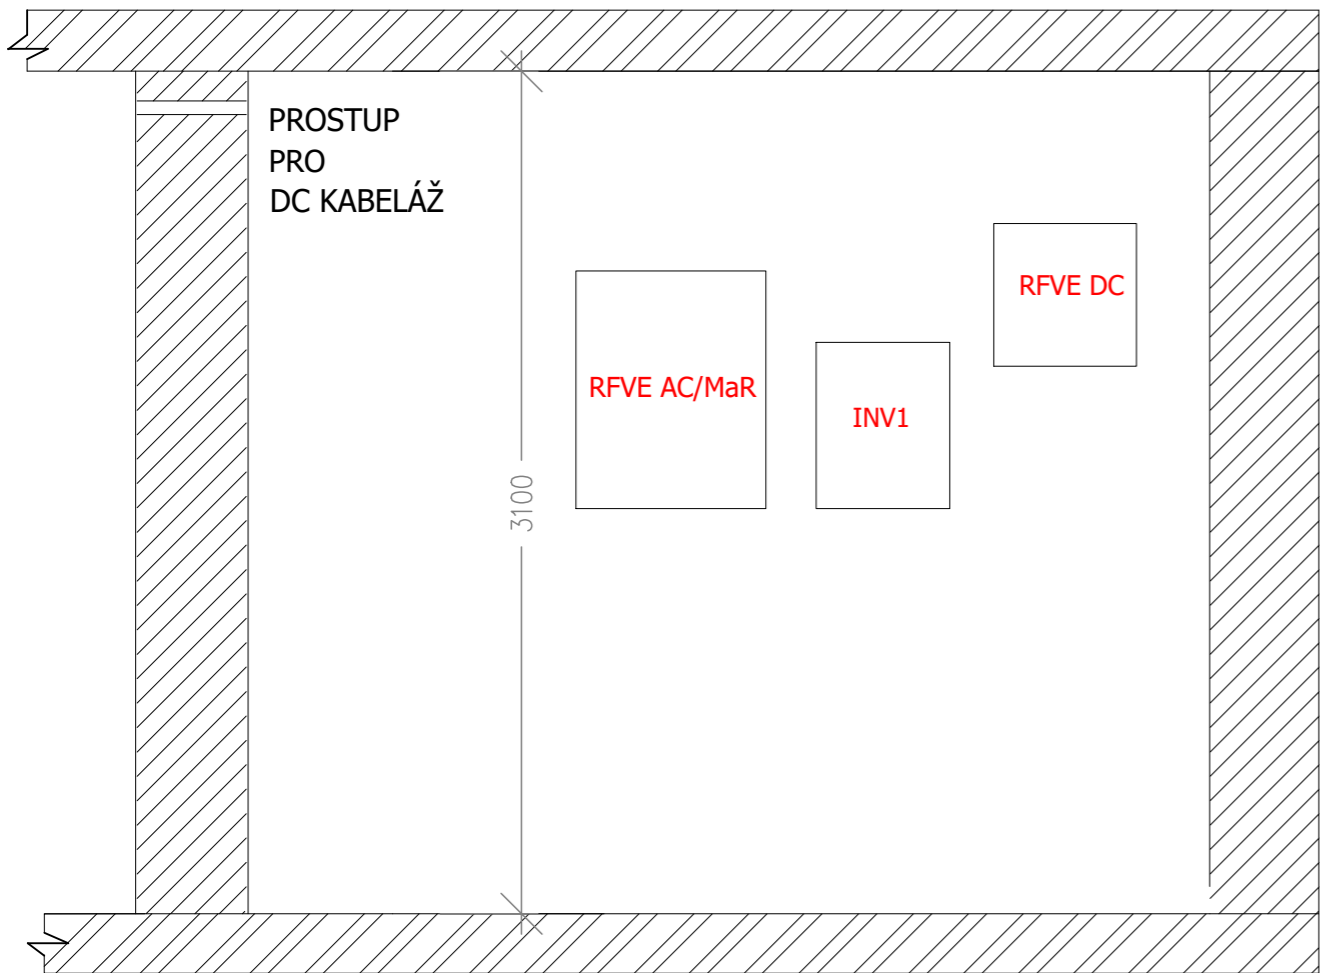 PROSTUP
PRO
DC KABELÁŽ
RFVE DC
RFVE AC/MaR
INV1
3100